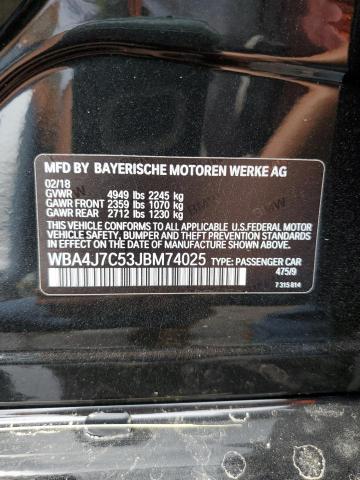 MFD BY BAYERISCHE MOTOREN WERKE AG
02/18
GVWR 4949 lbs 2245 kg
GAWR FRONT 2359 lbs 1070 kg
GAWR REAR 2712 lbs 1230 kg
THIS VEHICLE CONFORMS TO ALL APPLICABLE U.S.FEDERAL
MOTOR VEHICLE SAFETY, BUMPER, AND THEFT PREVENTION
STANDARDS IN EFFECT ON THE DATE OF MANUFACTURE
SHOWN ABOVE.
WBA4J7C53JBM74025 TYPE: PASSENGER CAR
475/9
7 315 814